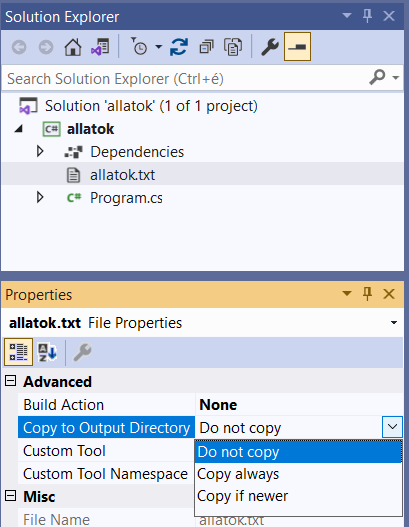 Solution Explorer
Search Solution Explorer (Ctrl+é)
Solution 'allatok' (1 of 1 project)
C# allatok
Dependencies
allatok.txt
C# Program.cs
Properties
allatok.txt File Properties
Advanced
Build Action None
Copy to Output Directory Do not copy
Custom Tool Do not copy
Custom Tool Namespace Copy always
Misc Copy if newer
File Name allatok.txt